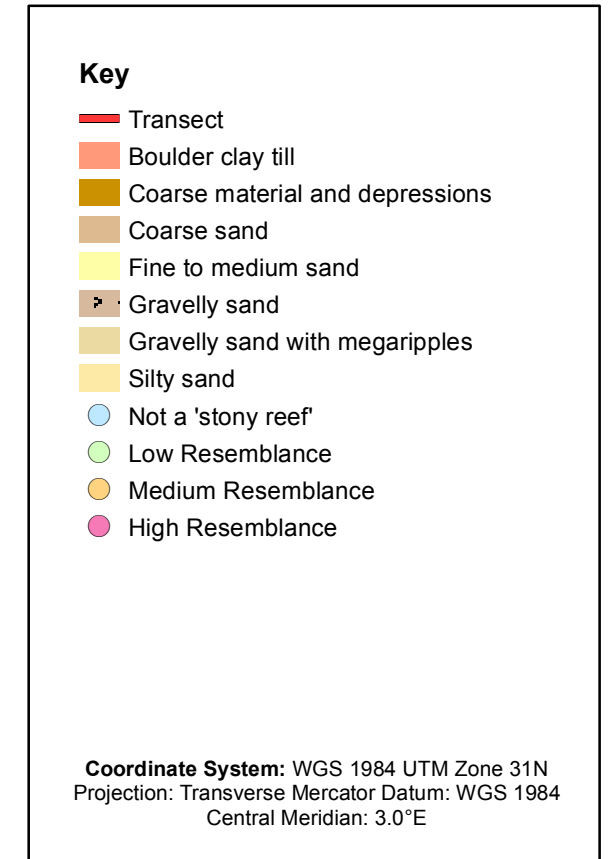 Key
Transect
Boulder clay till
Coarse material and depressions
Coarse sand
Fine to medium sand
Gravelly sand
Gravelly sand with megaripples
Silty sand
Not a 'stony reef'
Low Resemblance
Medium Resemblance
High Resemblance
Coordinate System: WGS 1984 UTM Zone 31N
Projection: Transverse Mercator Datum: WGS 1984
Central Meridian: 3.0°E